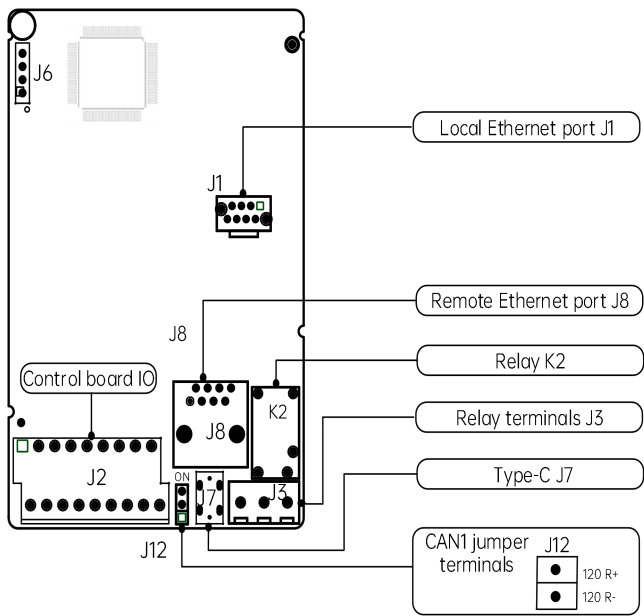 J6
Local Ethernet port J1
J1
Remote Ethernet port J8
J8
Relay K2
Control board IO
K2
Relay terminals J3
J8
J2
ON
J7
J3
Type-C J7
J12
CAN1 jumper
terminals
J12
120 R+
120 R-